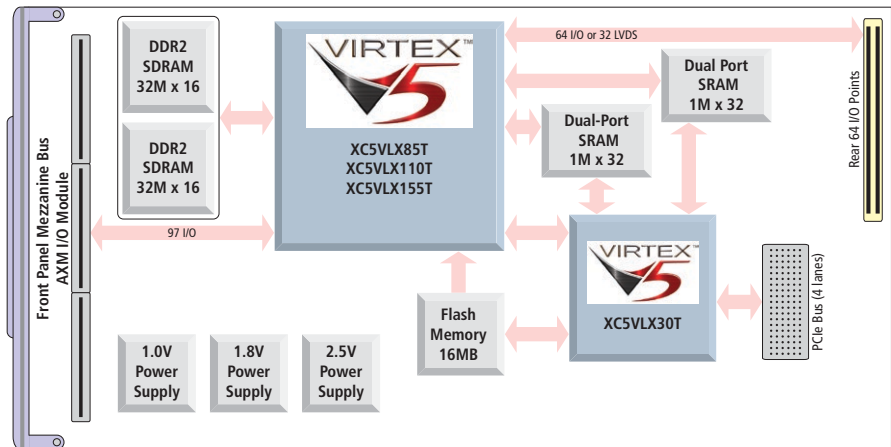 Front Panel Mezzanine Bus
AXM I/O Module
DDR2
SDRAM
32M x 16
DDR2
SDRAM
32M x 16
97 I/O
VIRTEX™
5
XC5VLX85T
XC5VLX110T
XC5VLX155T
64 I/O or 32 LVDS
Dual Port
SRAM
1M x 32
Dual-Port
SRAM
1M x 32
Rear 64 I/O Points
VIRTEX™
5
XC5VLX30T
PCIe Bus (4 lanes)
Flash
Memory
16MB
1.0V
Power
Supply
1.8V
Power
Supply
2.5V
Power
Supply